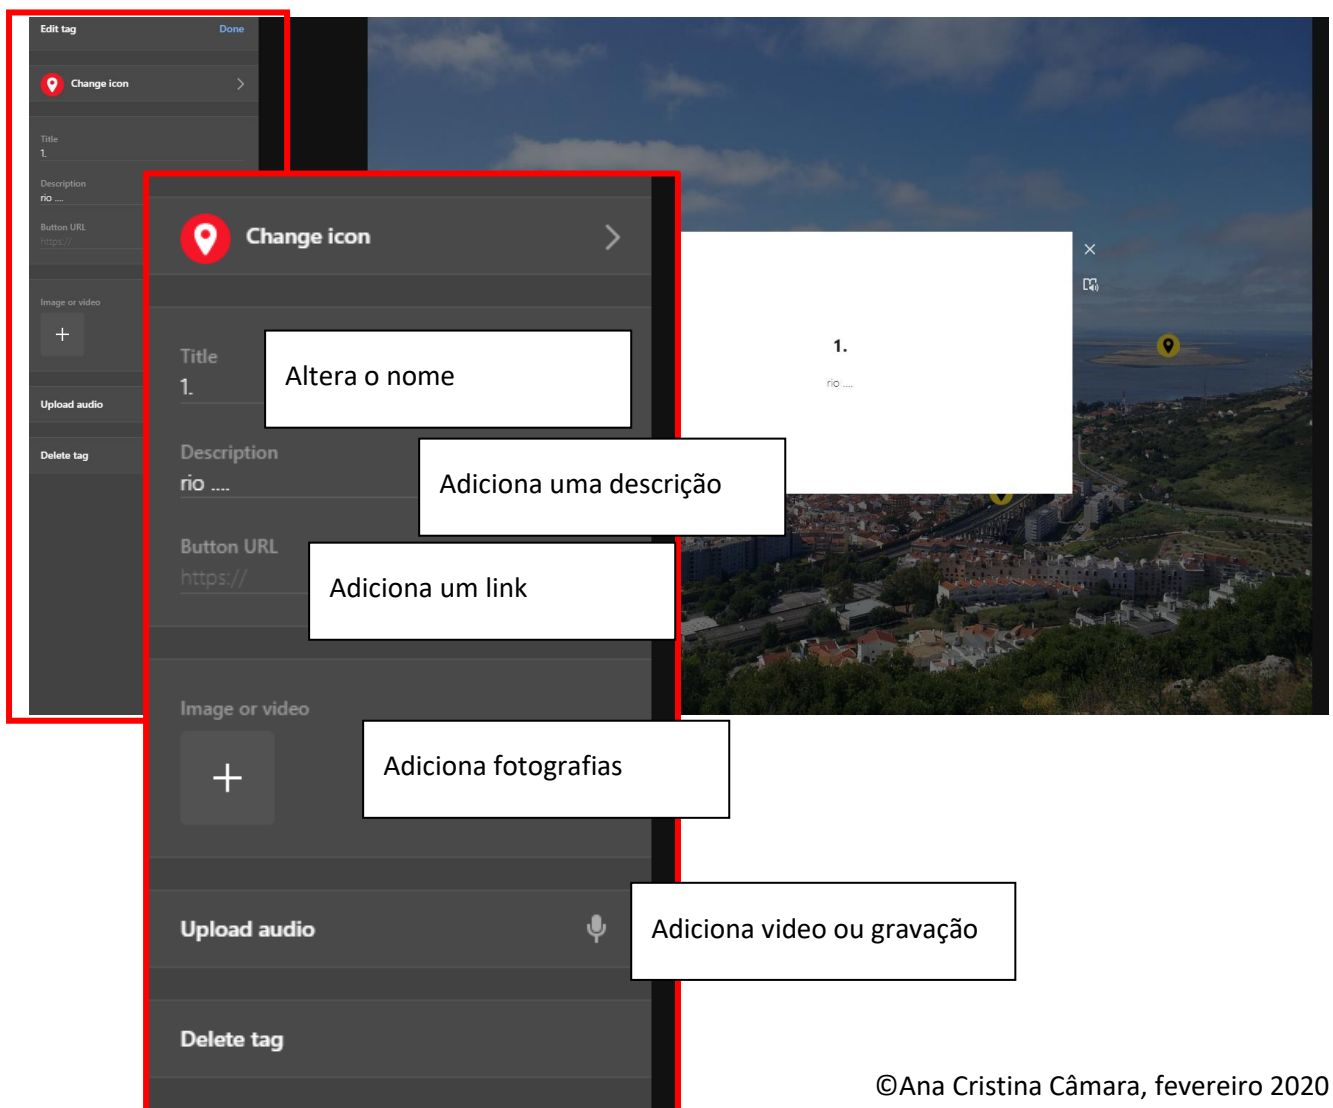 Edit tag Done
Change icon
Title
1.
Description
rio ....
Button URL
https://
Image or video
Upload audio
Delete tag
Change icon
Title
1.
Altera o nome
Description
rio ....
Adiciona uma descrição
Button URL
https://
Adiciona um link
Image or video
Adiciona fotografias
Upload audio
Adiciona video ou gravação
Delete tag
1.
rio ....
©Ana Cristina Câmara, fevereiro 2020